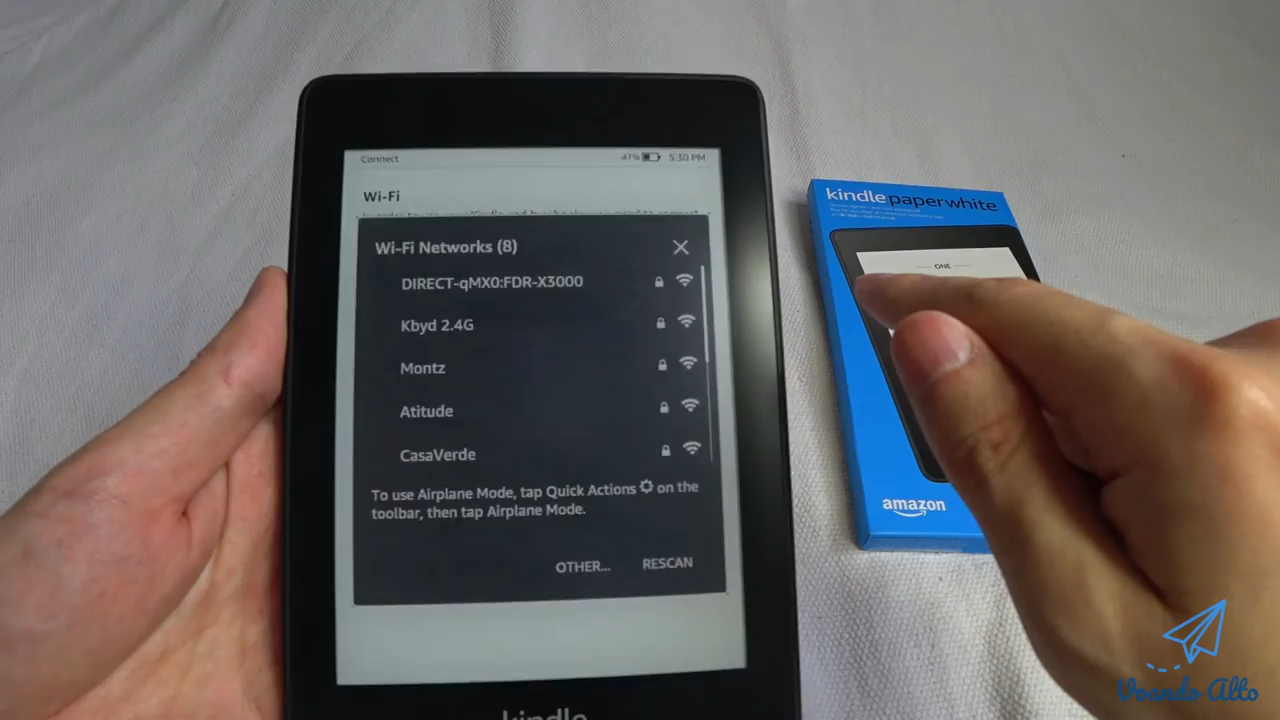 Connect 47% 5:30 PM
Wi-Fi
Wi-Fi Networks (8)
DIRECT-qMX0:FDR-X3000
Kbyd 2.4G
Montz
Atitude
CasaVerde
To use Airplane Mode, tap Quick Actions on the
toolbar, then tap Airplane Mode.
OTHER... RESCAN
kindle
kindle paperwhite
ONE
amazon
Voando Alto